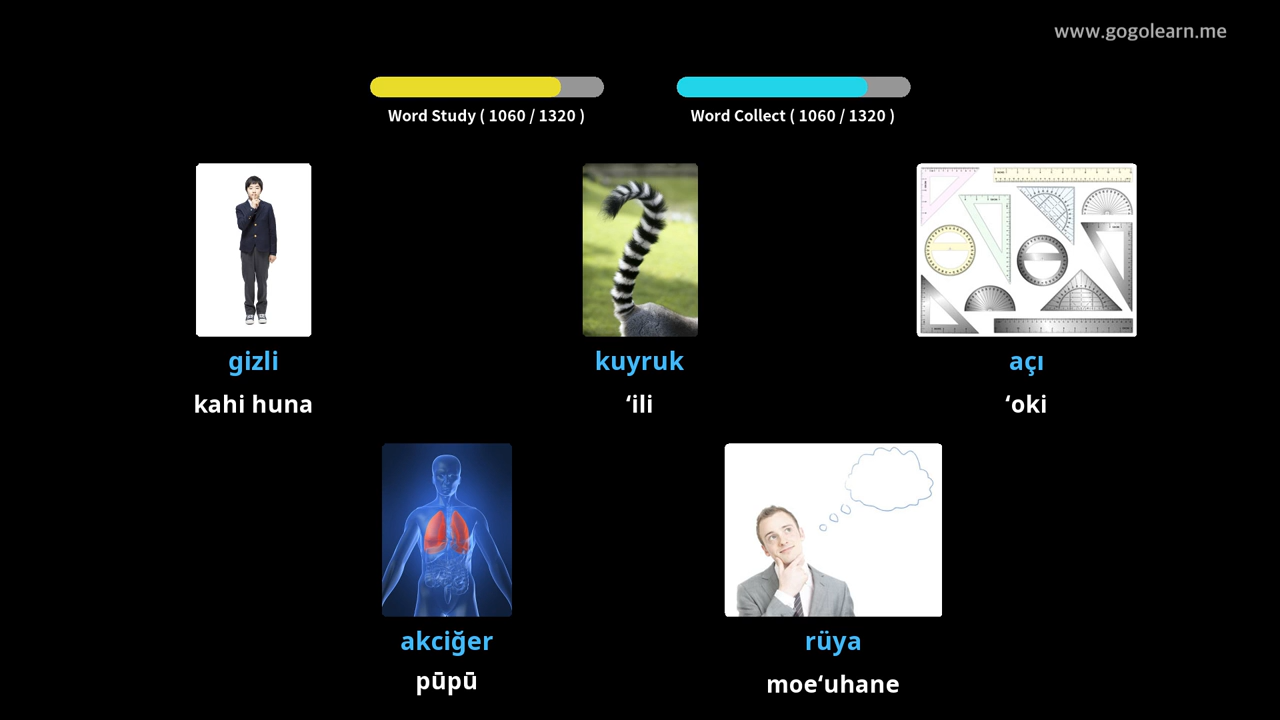 www.gogolearn.me
Word Study ( 1060 / 1320 )
Word Collect ( 1060 / 1320 )
gizli
kahi huna
kuyruk
ʻili
açı
ʻoki
akciğer
pūpū
rüya
moeʻuhane